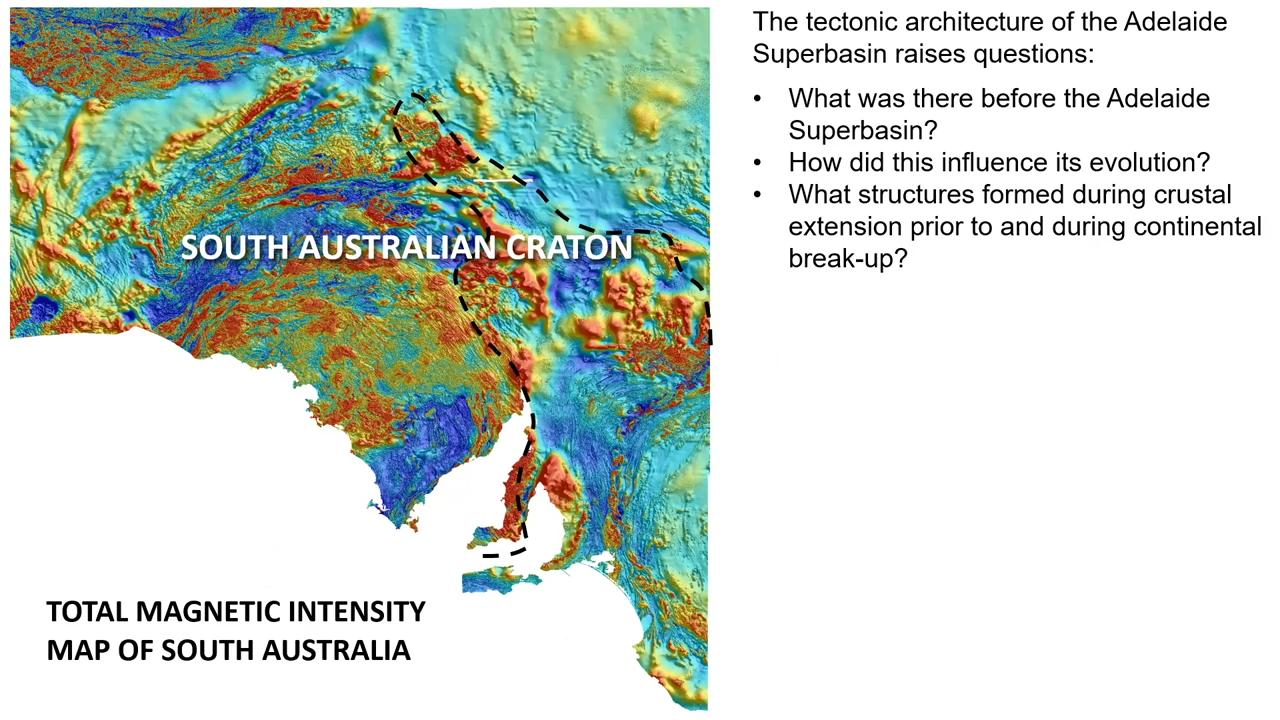 The tectonic architecture of the Adelaide
Superbasin raises questions:
• What was there before the Adelaide
Superbasin?
• How did this influence its evolution?
• What structures formed during crustal
extension prior to and during continental
break-up?
SOUTH AUSTRALIAN CRATON
TOTAL MAGNETIC INTENSITY
MAP OF SOUTH AUSTRALIA